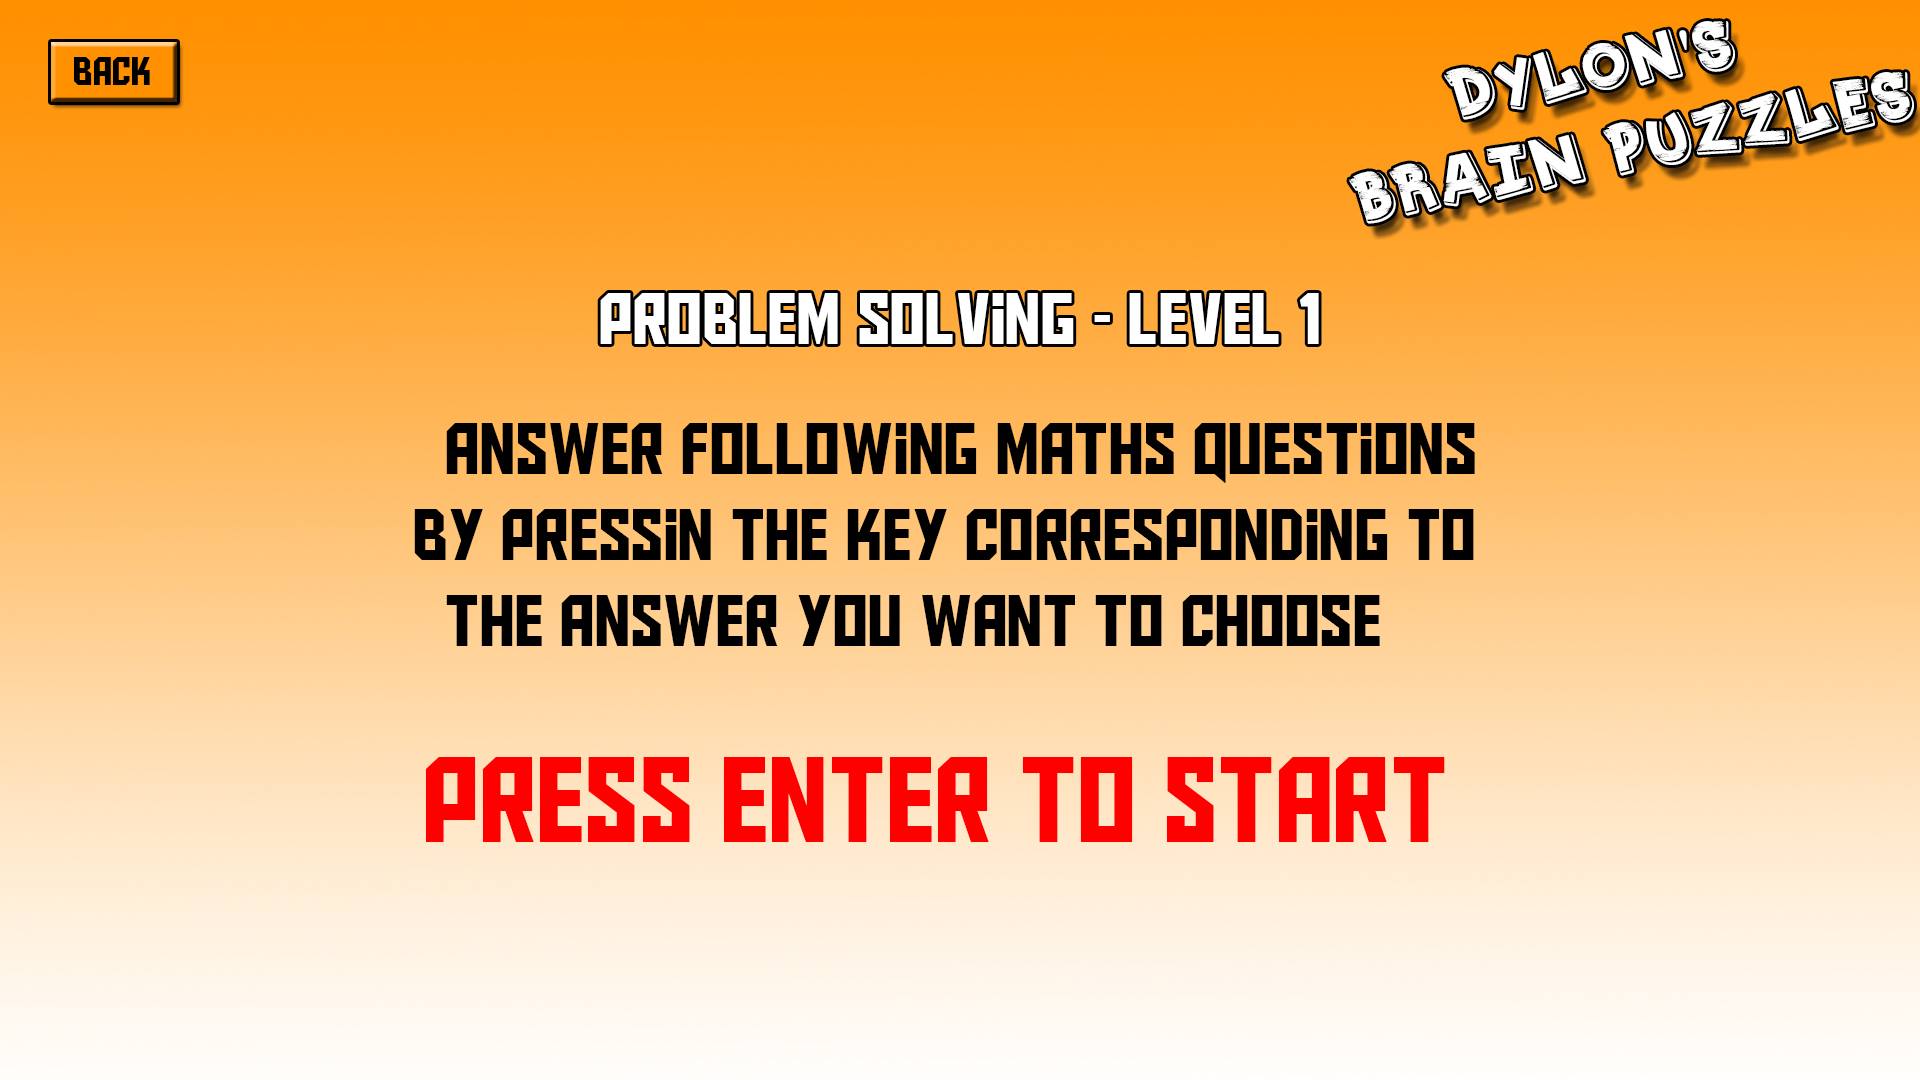 BACK
DYLON'S
BRAIN PUZZLES
PROBLEM SOLViNG - LEVEL 1
ANSWER FOLLOWiNG MATHS QUESTiONS
BY PRESSiN THE KEY CORRESPONDiNG TO
THE ANSWER YOU WANT TO CHOOSE
PRESS ENTER TO START